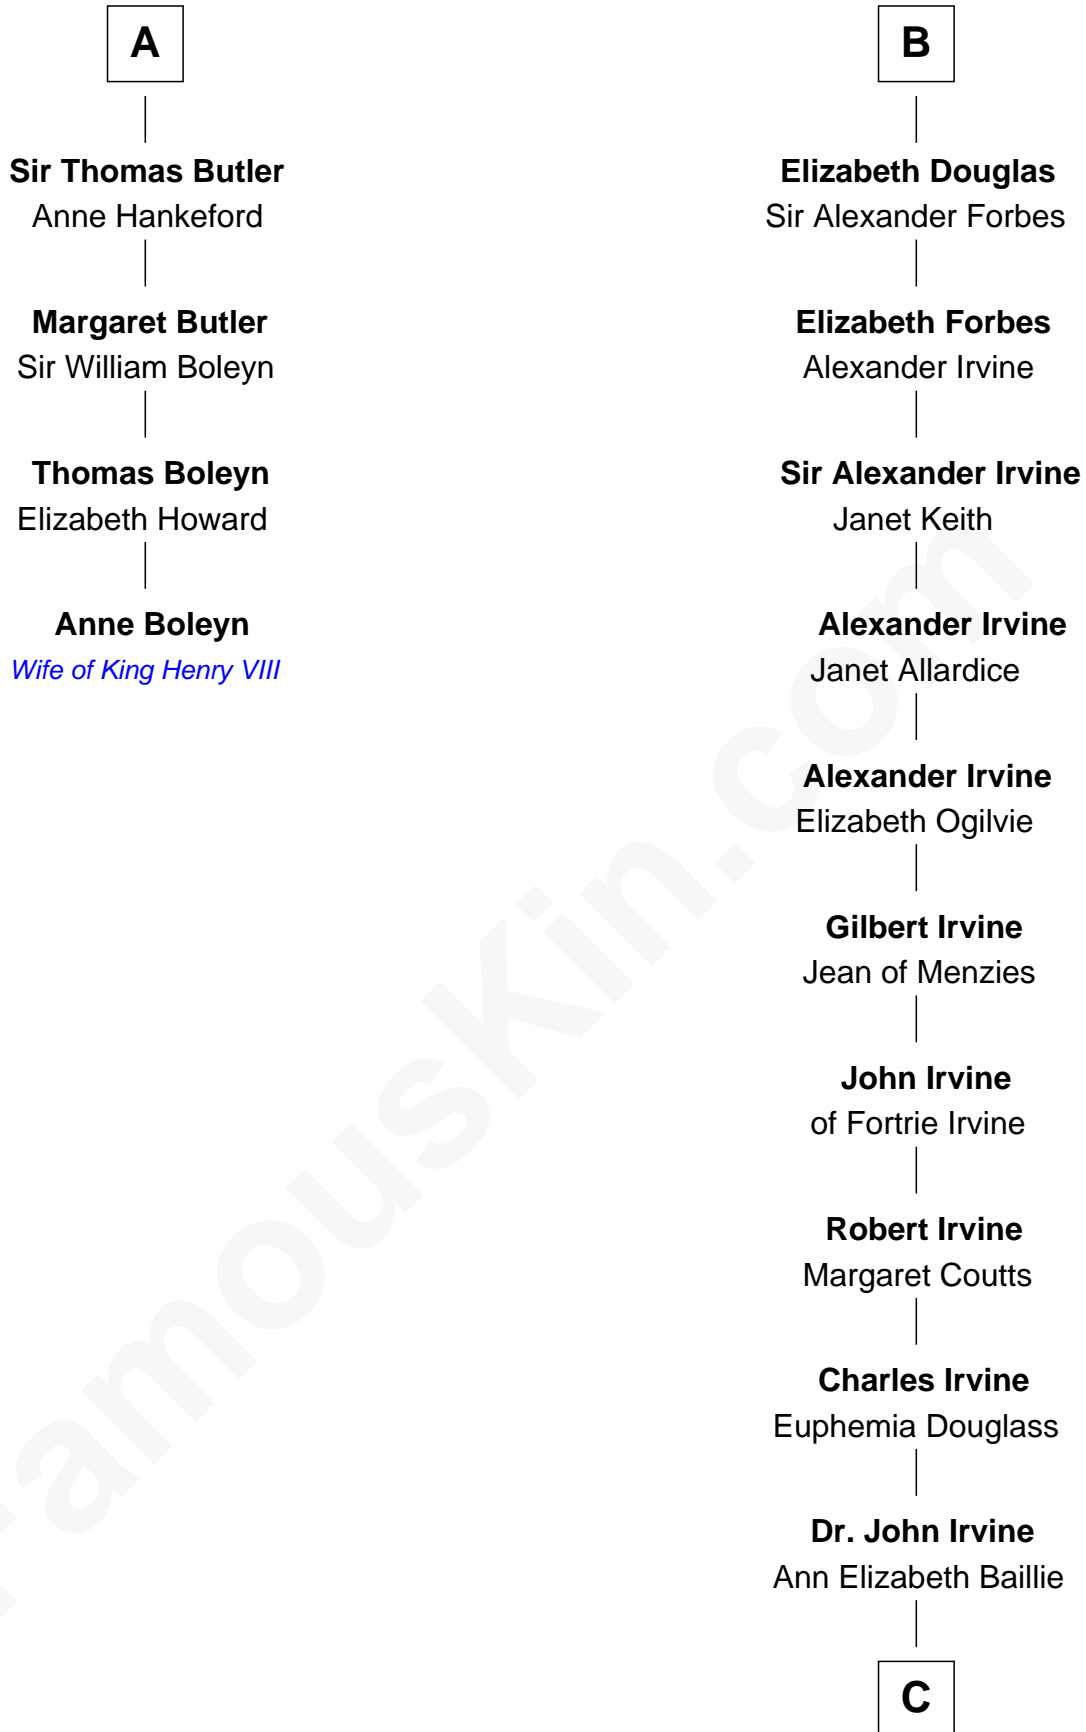 A
Sir Thomas Butler
Anne Hankeford
Margaret Butler
Sir William Boleyn
Thomas Boleyn
Elizabeth Howard
Anne Boleyn
Wife of King Henry VIII
B
Elizabeth Douglas
Sir Alexander Forbes
Elizabeth Forbes
Alexander Irvine
Sir Alexander Irvine
Janet Keith
Alexander Irvine
Janet Allardice
Alexander Irvine
Elizabeth Ogilvie
Gilbert Irvine
Jean of Menzies
John Irvine
of Fortrie Irvine
Robert Irvine
Margaret Coutts
Charles Irvine
Euphemia Douglass
Dr. John Irvine
Ann Elizabeth Baillie
C
FamousKin.com